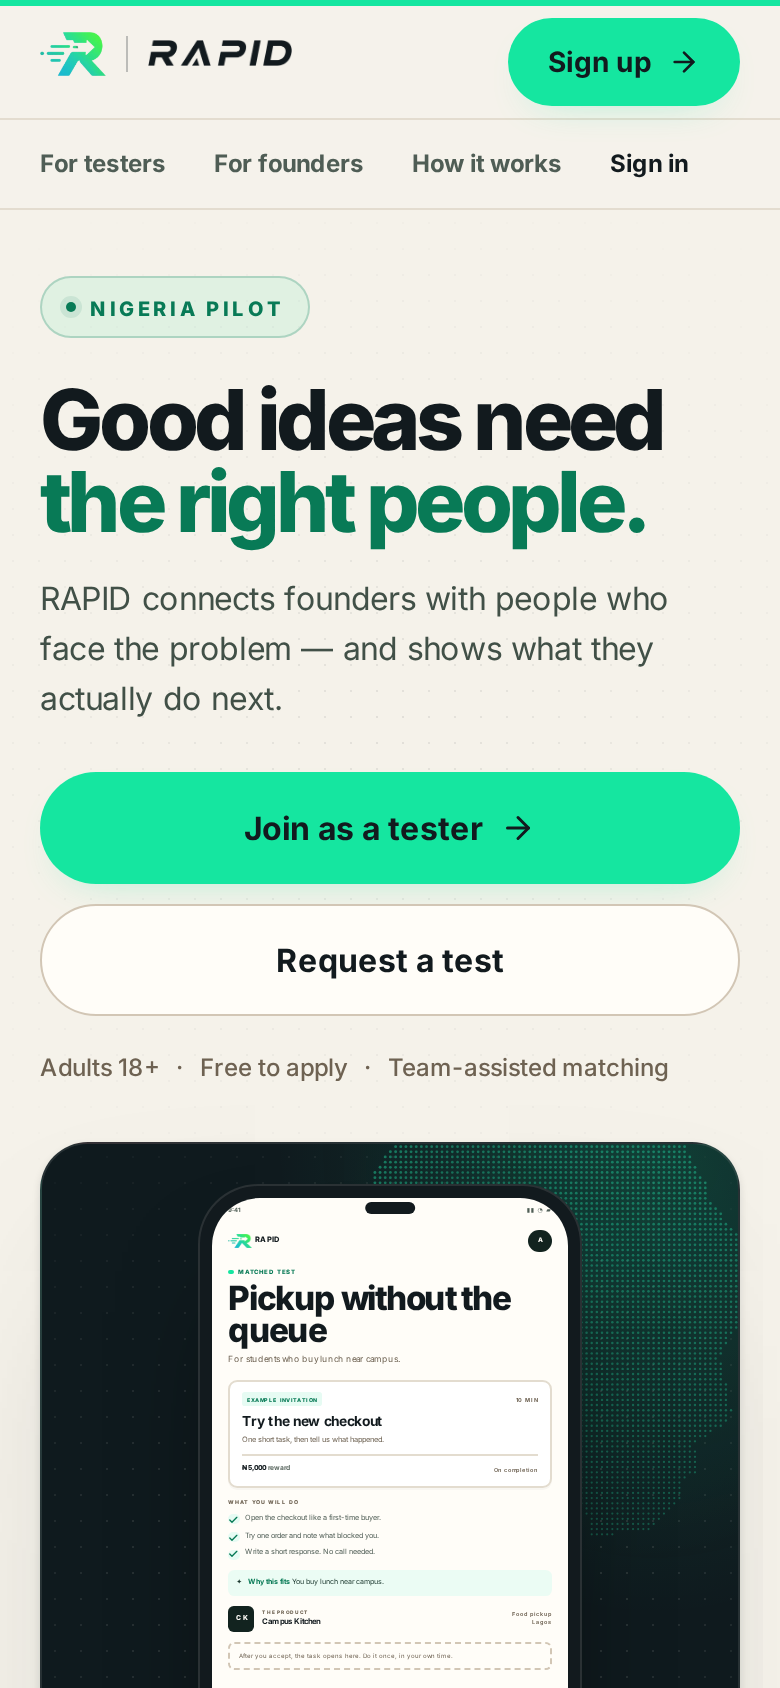 RAPID
Sign up
For testers
For founders
How it works
Sign in
NIGERIA PILOT
Good ideas need
the right people.
RAPID connects founders with people who
face the problem — and shows what they
actually do next.
Join as a tester
Request a test
Adults 18+ · Free to apply · Team-assisted matching
RAPID
A
MATCHED TEST
Pickup without the
queue
For students who buy lunch near campus.
EXAMPLE INVITATION
10 MIN
Try the new checkout
One short task, then tell us what happened.
₦5,000 reward
On completion
WHAT YOU WILL DO
Open the checkout like a first-time buyer.
Try one order and note what blocked you.
Write a short response. No call needed.
Why this fits You buy lunch near campus.
CK
THE PRODUCT
Campus Kitchen
Food pickup
Lagos
After you accept, the task opens here. Do it once, in your own time.